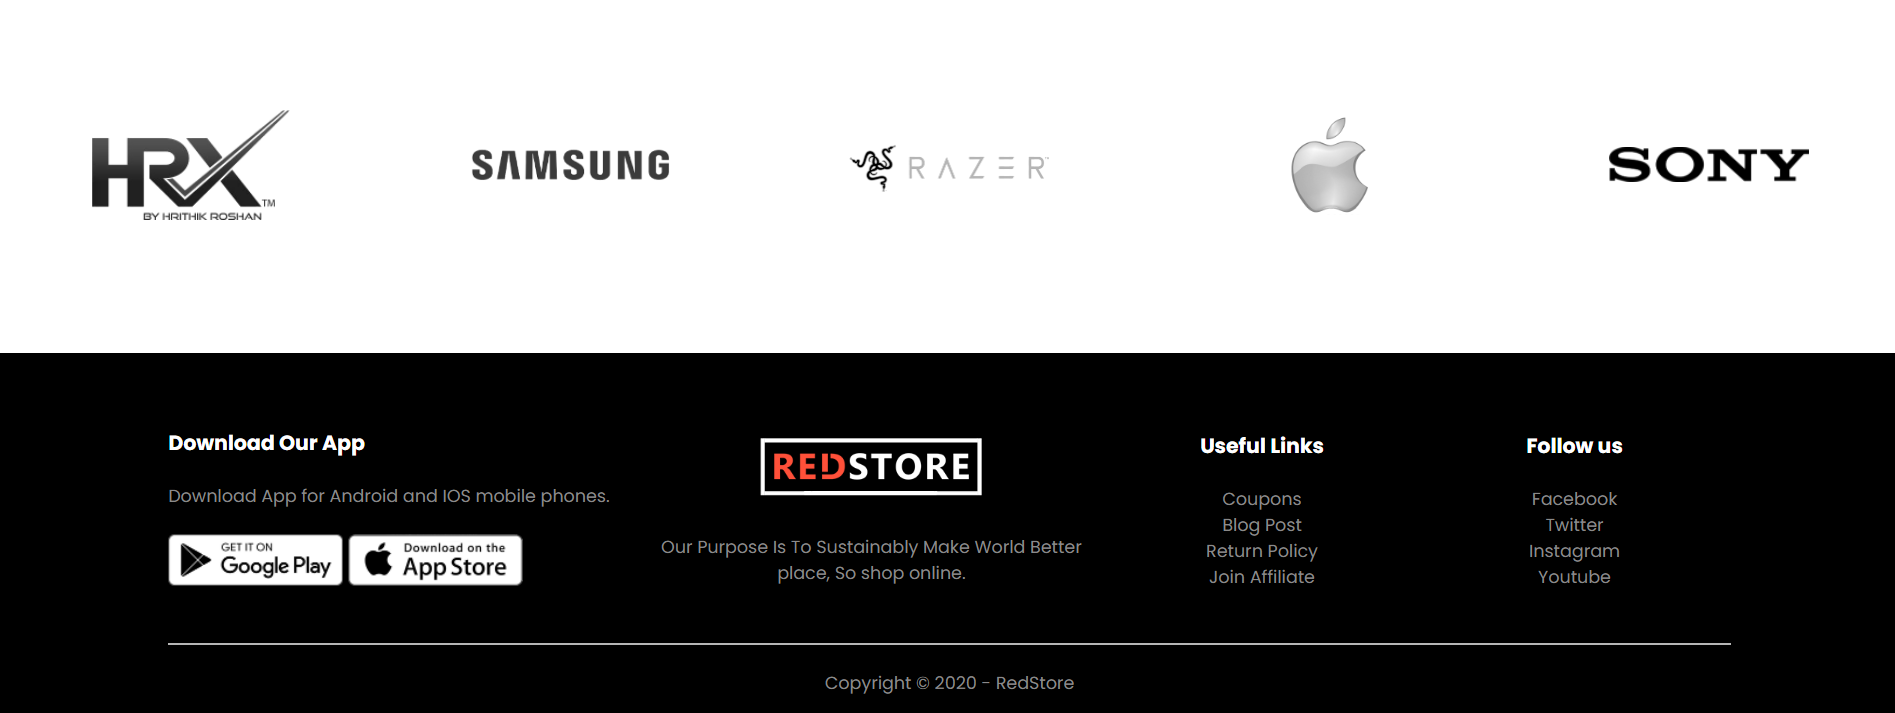 HRX™
BY HRITHIK ROSHAN
SAMSUNG
RAZER™
SONY
Download Our App
Download App for Android and IOS mobile phones.
GET IT ON
Google Play
Download on the
App Store
REDSTORE
Our Purpose Is To Sustainably Make World Better
place, So shop online.
Useful Links
Coupons
Blog Post
Return Policy
Join Affiliate
Follow us
Facebook
Twitter
Instagram
Youtube
Copyright © 2020 - RedStore